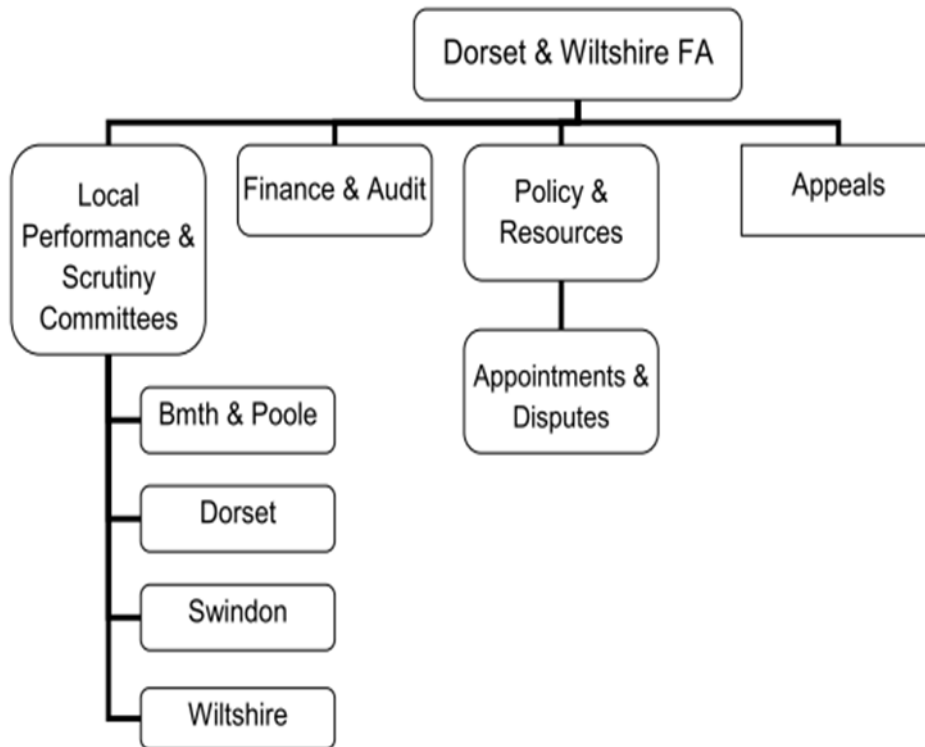 Dorset & Wiltshire FA
Local
Performance &
Scrutiny
Committees
Finance & Audit
Policy &
Resources
Appeals
Appointments &
Disputes
Bmth & Poole
Dorset
Swindon
Wiltshire